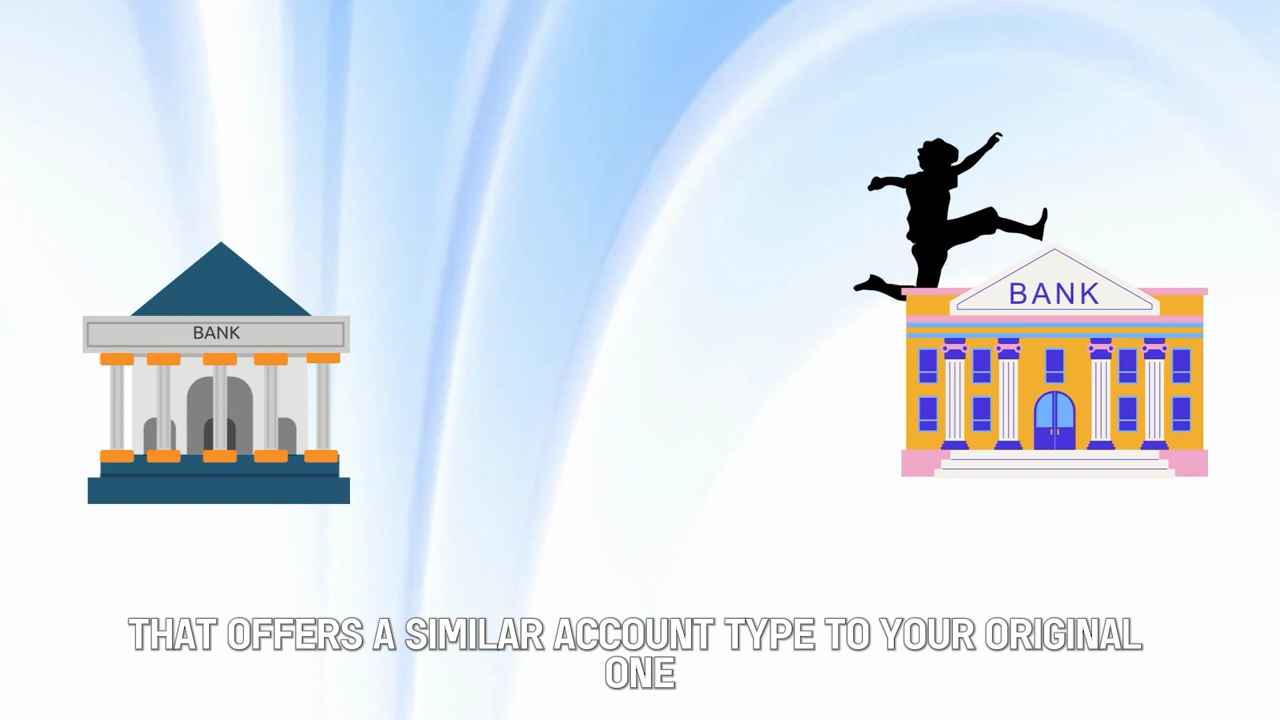 BANK
BANK
THAT OFFERS A SIMILAR ACCOUNT TYPE TO YOUR ORIGINAL
ONE